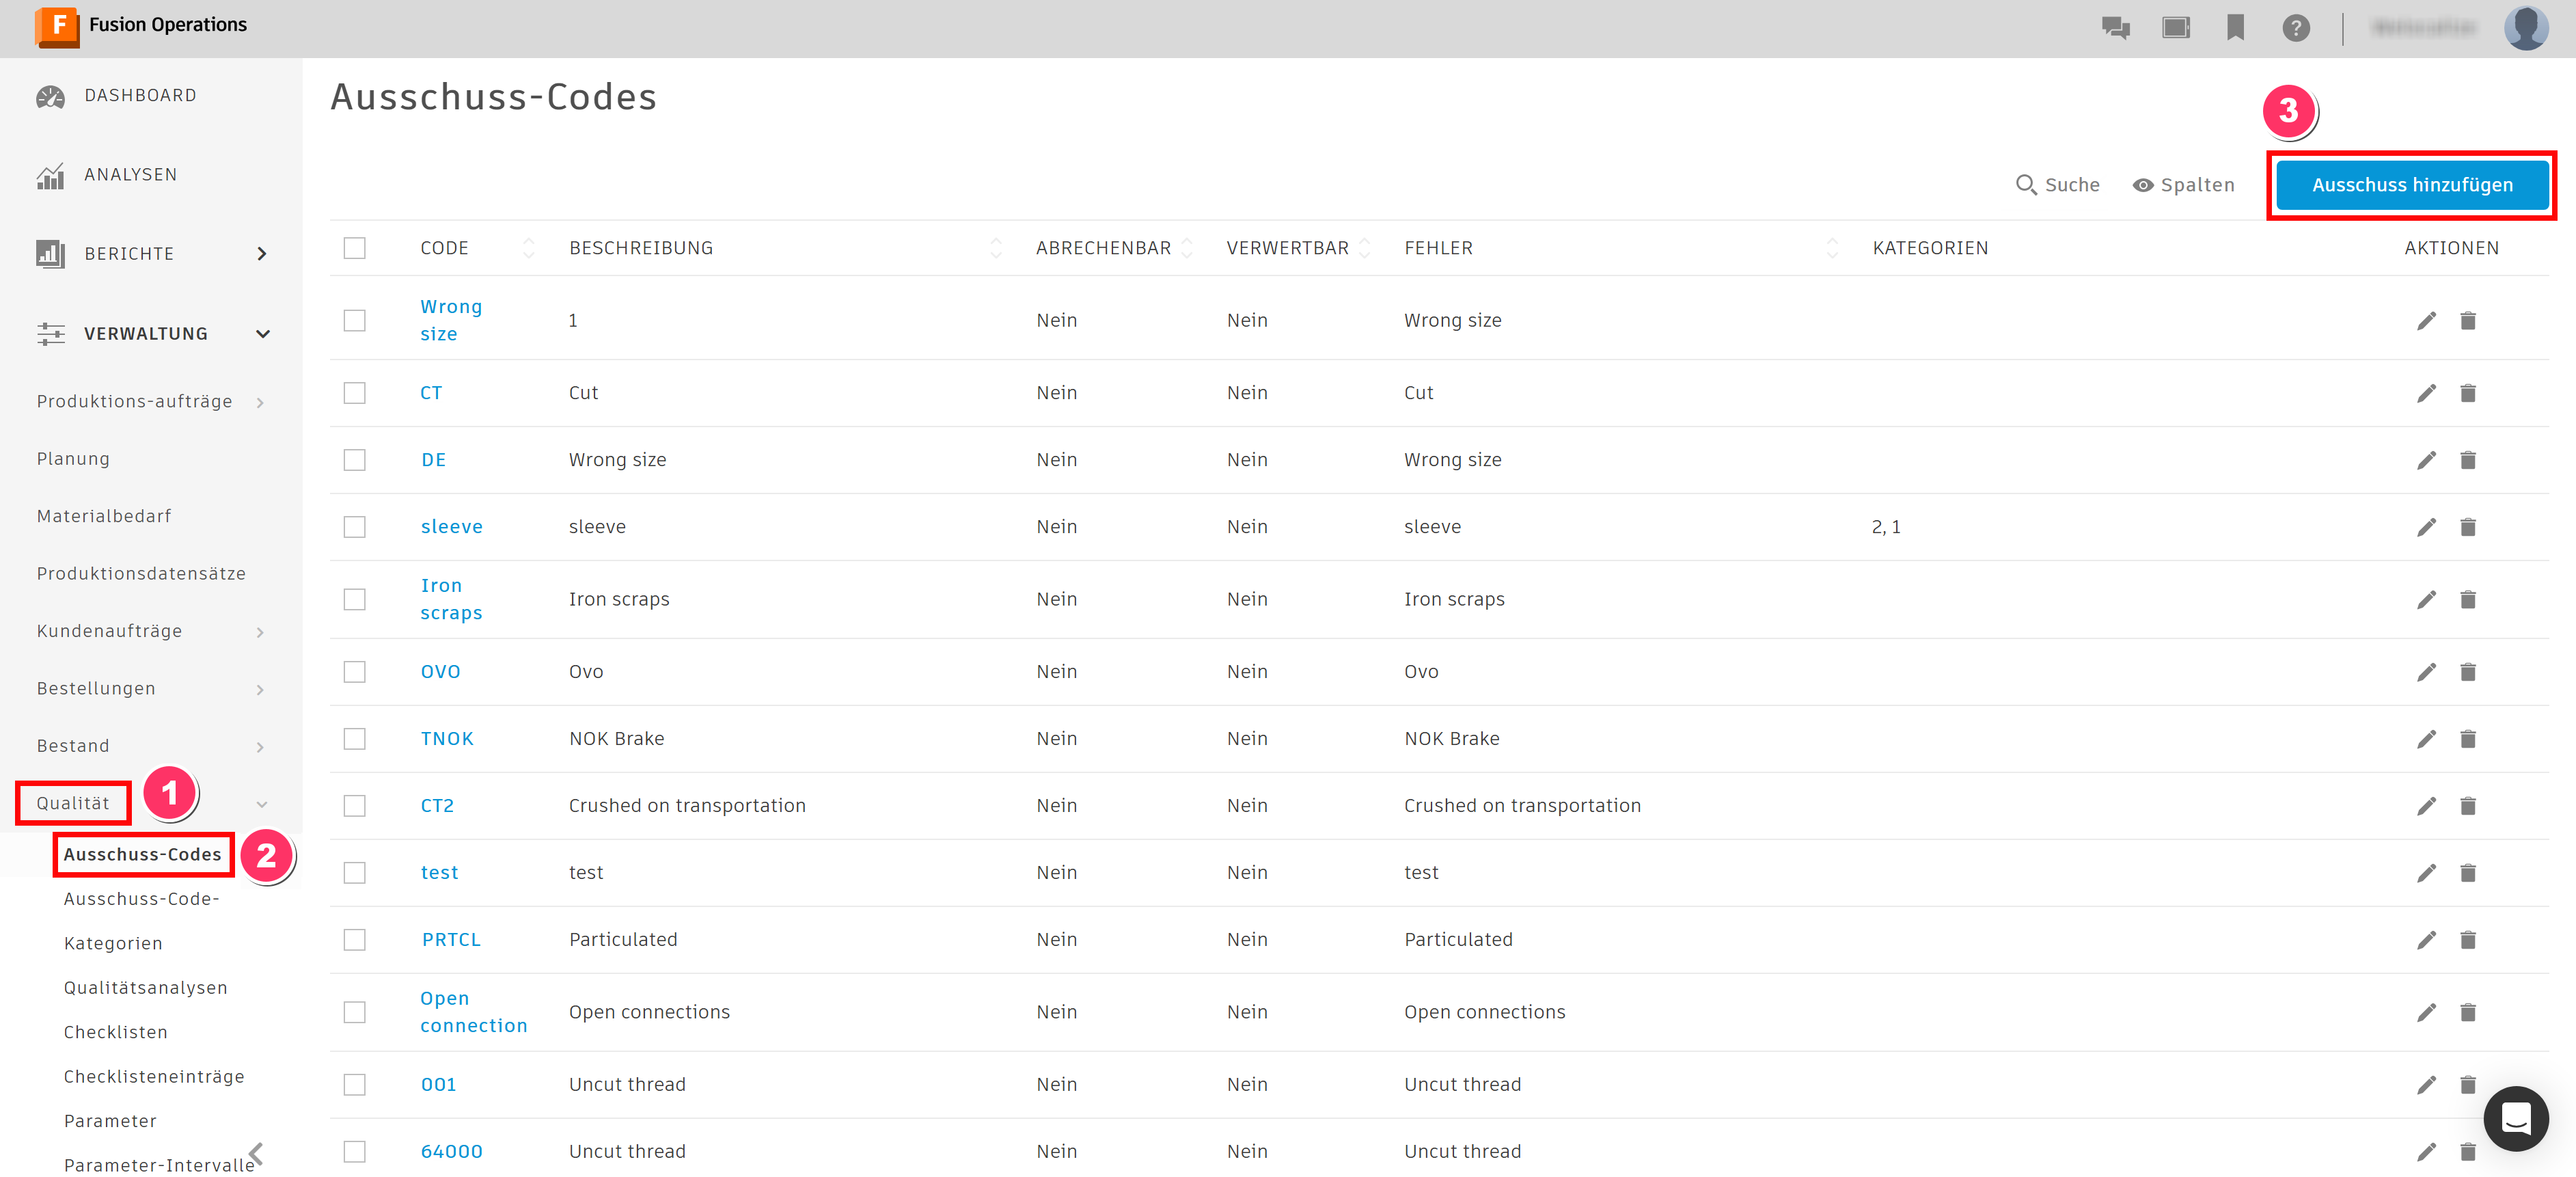 F Fusion Operations
?
DASHBOARD
ANALYSEN
BERICHTE
VERWALTUNG
Produktions-aufträge
Planung
Materialbedarf
Produktionsdatensätze
Kundenaufträge
Bestellungen
Bestand
Qualität
1
Ausschuss-Codes
2
Ausschuss-Code-
Kategorien
Qualitätsanalysen
Checklisten
Checklisteneinträge
Parameter
Parameter-Intervalle
Ausschuss-Codes
3
Suche Spalten Ausschuss hinzufügen
CODE BESCHREIBUNG ABRECHENBAR VERWERTBAR FEHLER KATEGORIEN AKTIONEN
Wrong
size 1 Nein Nein Wrong size
CT Cut Nein Nein Cut
DE Wrong size Nein Nein Wrong size
sleeve sleeve Nein Nein sleeve 2, 1
Iron
scraps Iron scraps Nein Nein Iron scraps
OVO Ovo Nein Nein Ovo
TNOK NOK Brake Nein Nein NOK Brake
CT2 Crushed on transportation Nein Nein Crushed on transportation
test test Nein Nein test
PRTCL Particulated Nein Nein Particulated
Open
connection Open connections Nein Nein Open connections
001 Uncut thread Nein Nein Uncut thread
64000 Uncut thread Nein Nein Uncut thread